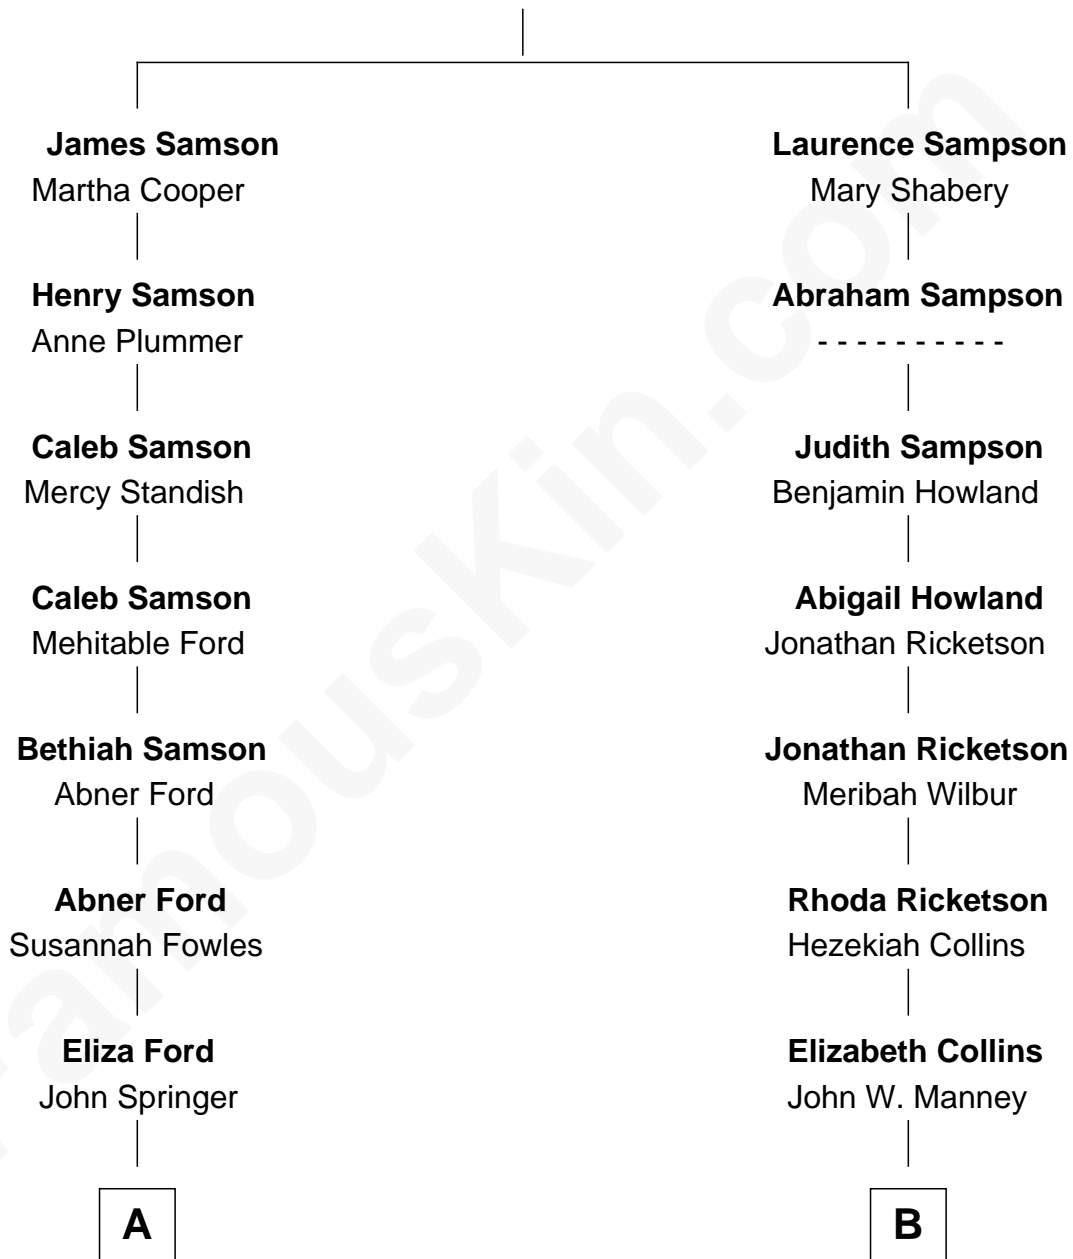 James Samson
Martha Cooper
Laurence Sampson
Mary Shabery
Henry Samson
Anne Plummer
Abraham Sampson
- - - - - - - - - -
Caleb Samson
Mercy Standish
Judith Sampson
Benjamin Howland
Caleb Samson
Mehitable Ford
Abigail Howland
Jonathan Ricketson
Bethiah Samson
Abner Ford
Jonathan Ricketson
Meribah Wilbur
Abner Ford
Susannah Fowles
Rhoda Ricketson
Hezekiah Collins
Eliza Ford
John Springer
Elizabeth Collins
John W. Manney
A
B
FamousKin.com